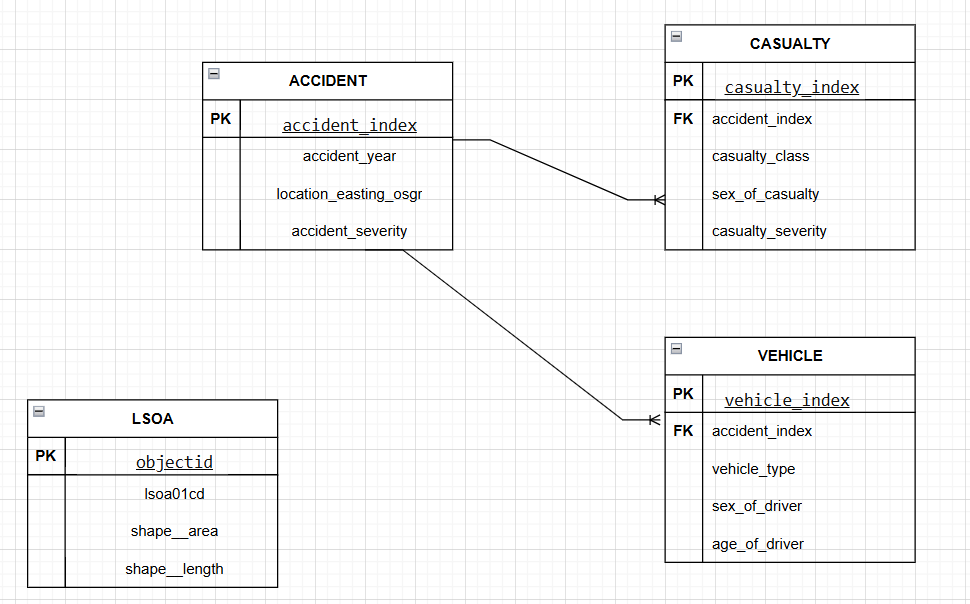 ACCIDENT
PK accident_index
accident_year
location_easting_osgr
accident_severity
CASUALTY
PK casualty_index
FK accident_index
casualty_class
sex_of_casualty
casualty_severity
VEHICLE
PK vehicle_index
FK accident_index
vehicle_type
sex_of_driver
age_of_driver
LSOA
PK objectid
lsoa01cd
shape__area
shape__length